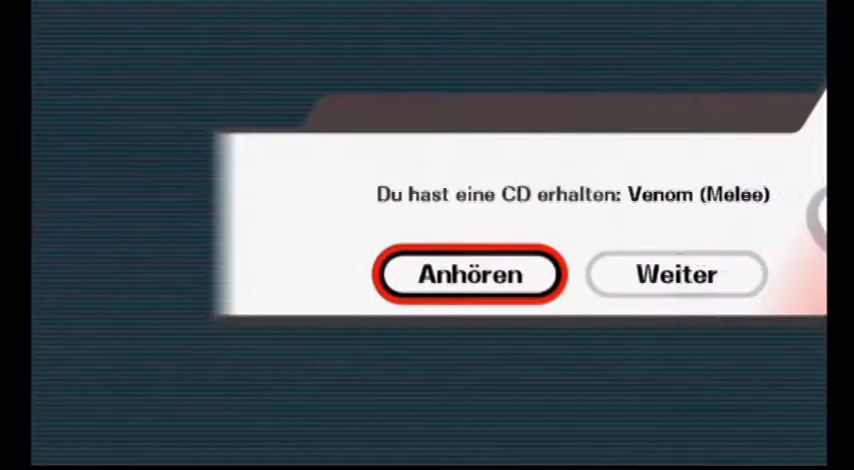 Du hast eine CD erhalten: Venom (Melee)
Anhören Weiter